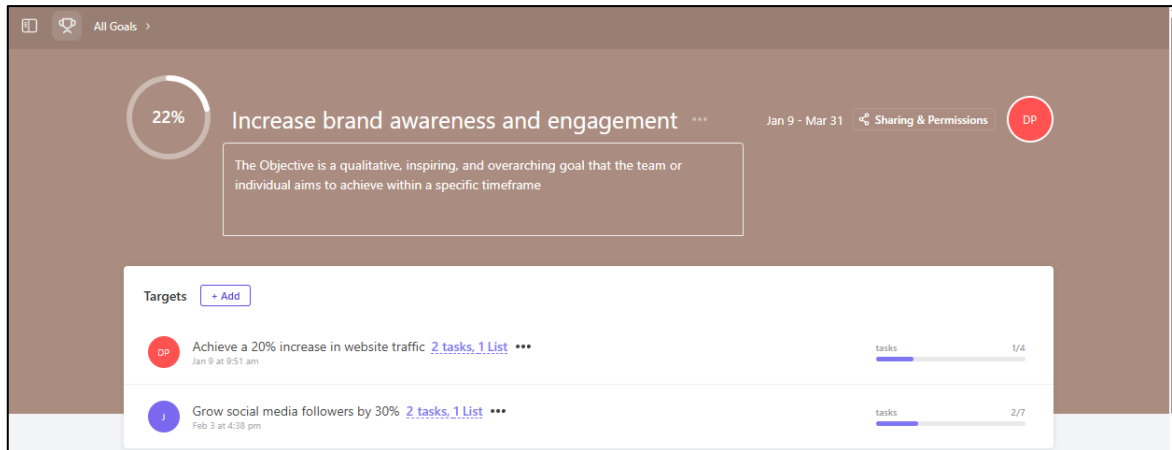 All Goals >
22%
Increase brand awareness and engagement ...
Jan 9 - Mar 31
Sharing & Permissions
DP
The Objective is a qualitative, inspiring, and overarching goal that the team or
individual aims to achieve within a specific timeframe
Targets
+ Add
DP
Achieve a 20% increase in website traffic 2 tasks, 1 List ...
Jan 9 at 9:51 am
tasks 1/4
J
Grow social media followers by 30% 2 tasks, 1 List ...
Feb 3 at 4:38 pm
tasks 2/7